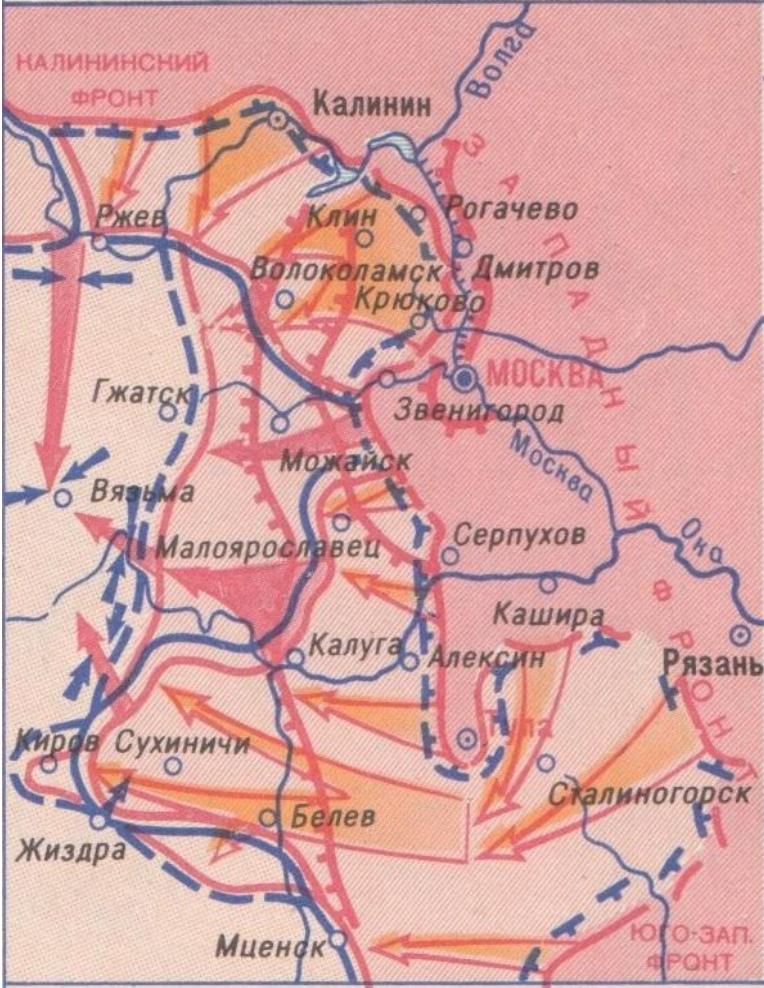 КАЛИНИНСКИЙ
ФРОНТ
Калинин
Волга
ЗАПАДНЫЙ ФРОНТ
Ржев
Клин
Рогачево
Волоколамск
Дмитров
Крюково
Гжатск
МОСКВА
Звенигород
Можайск
Москва
Вязьма
Малоярославец
Серпухов
Ока
Кашира
Калуга
Алексин
Рязань
Тула
Киров
Сухиничи
Сталиногорск
Белев
Жиздра
Мценск
ЮГО-ЗАП.
ФРОНТ